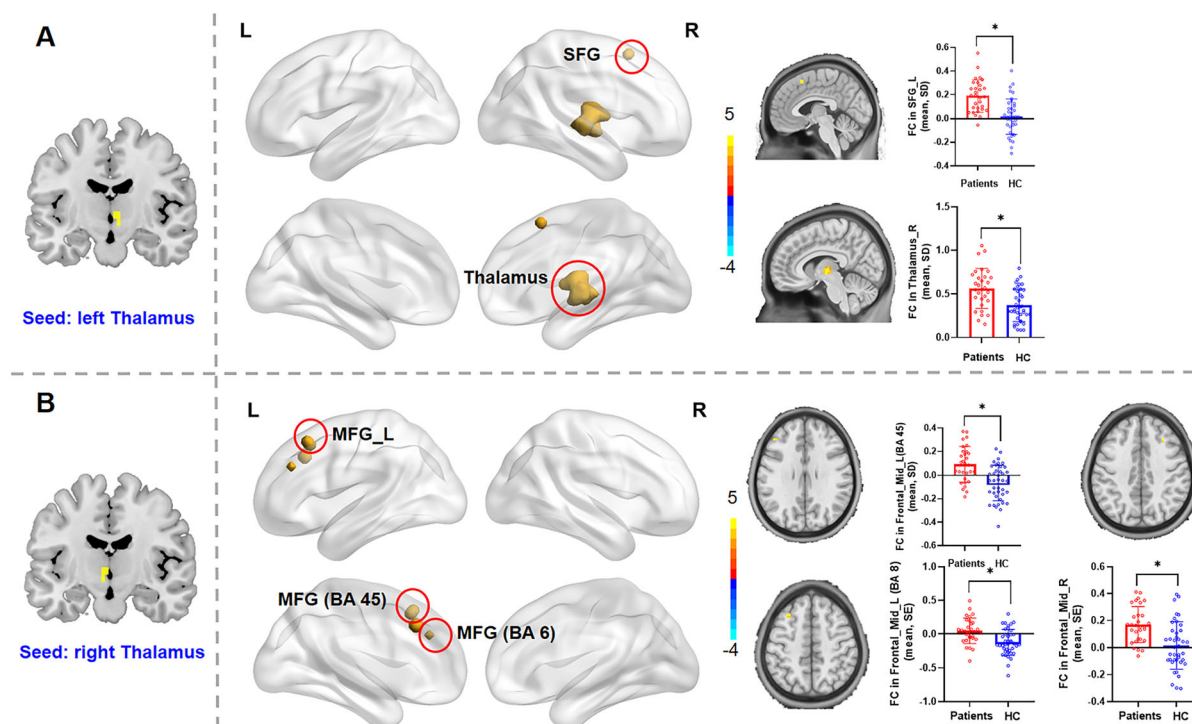 A
L
R
SFG
Thalamus
Seed: left Thalamus
5
-4
FC in SFG_L
(mean, SD)
0.6
0.4
0.2
0.0
-0.2
-0.4
*
Patients HC
FC in Thalamus_R
(mean, SD)
1.5
1.0
0.5
0.0
*
Patients HC
B
L
R
MFG_L
MFG (BA 45)
MFG (BA 6)
Seed: right Thalamus
5
-4
FC in Frontal_Mid_L(BA 45)
(mean, SD)
0.4
0.2
0.0
-0.2
-0.4
-0.6
*
Patients HC
FC in Frontal_Mid_L (BA 8)
(mean, SE)
1.0
0.5
0.0
-0.5
-1.0
*
Patients HC
FC in Frontal_Mid_R
(mean, SE)
0.6
0.4
0.2
0.0
-0.2
-0.4
*
Patients HC